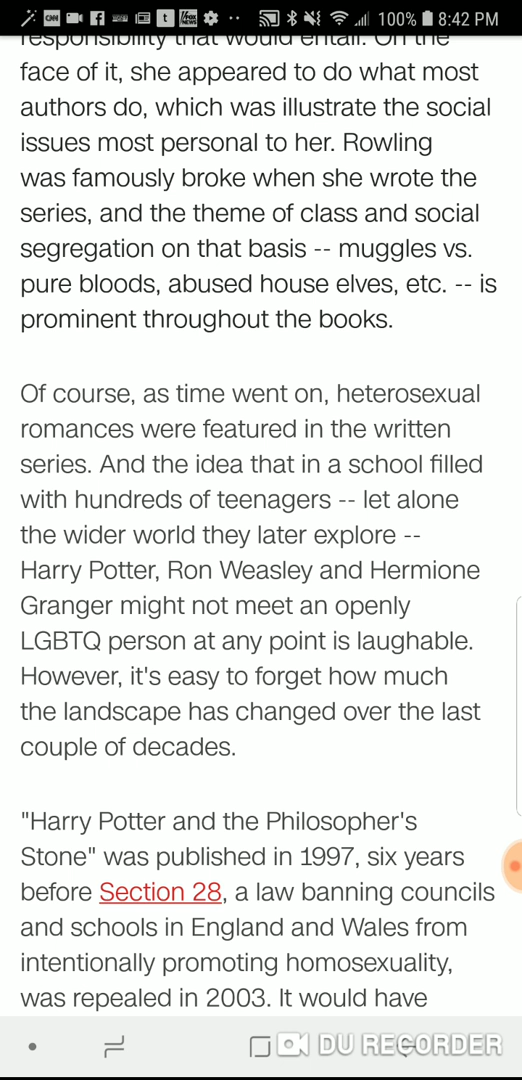 100% 8:42 PM
responsibility that would entail. On the
face of it, she appeared to do what most
authors do, which was illustrate the social
issues most personal to her. Rowling
was famously broke when she wrote the
series, and the theme of class and social
segregation on that basis -- muggles vs.
pure bloods, abused house elves, etc. -- is
prominent throughout the books.
Of course, as time went on, heterosexual
romances were featured in the written
series. And the idea that in a school filled
with hundreds of teenagers -- let alone
the wider world they later explore --
Harry Potter, Ron Weasley and Hermione
Granger might not meet an openly
LGBTQ person at any point is laughable.
However, it's easy to forget how much
the landscape has changed over the last
couple of decades.
"Harry Potter and the Philosopher's
Stone" was published in 1997, six years
before Section 28, a law banning councils
and schools in England and Wales from
intentionally promoting homosexuality,
was repealed in 2003. It would have
DU RECORDER